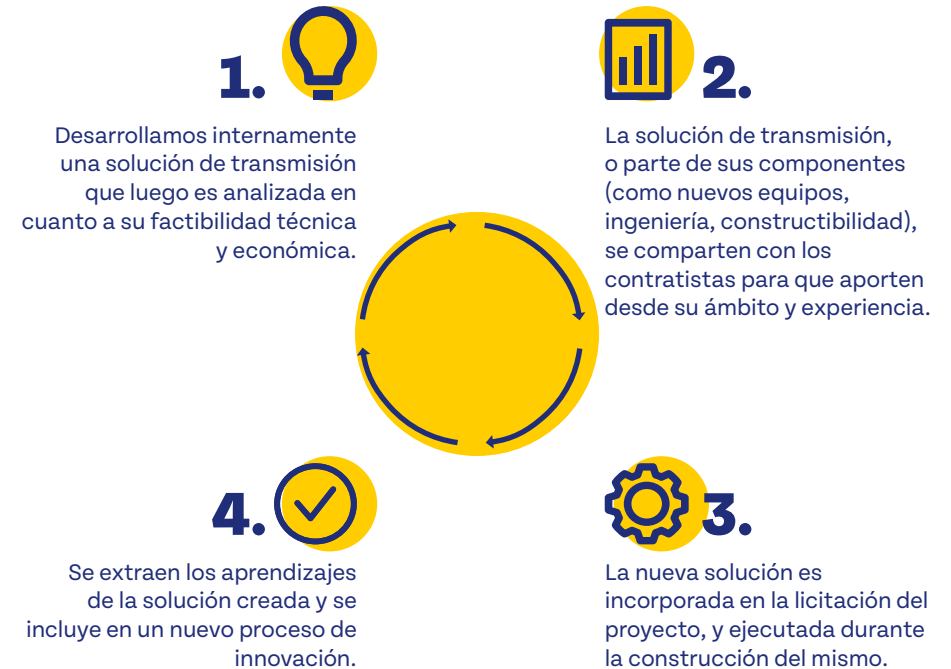 1.
Desarrollamos internamente
una solución de transmisión
que luego es analizada en
cuanto a su factibilidad técnica
y económica.
2.
La solución de transmisión,
o parte de sus componentes
(como nuevos equipos,
ingeniería, constructibilidad),
se comparten con los
contratistas para que aporten
desde su ámbito y experiencia.
3.
La nueva solución es
incorporada en la licitación del
proyecto, y ejecutada durante
la construcción del mismo.
4.
Se extraen los aprendizajes
de la solución creada y se
incluye en un nuevo proceso de
innovación.